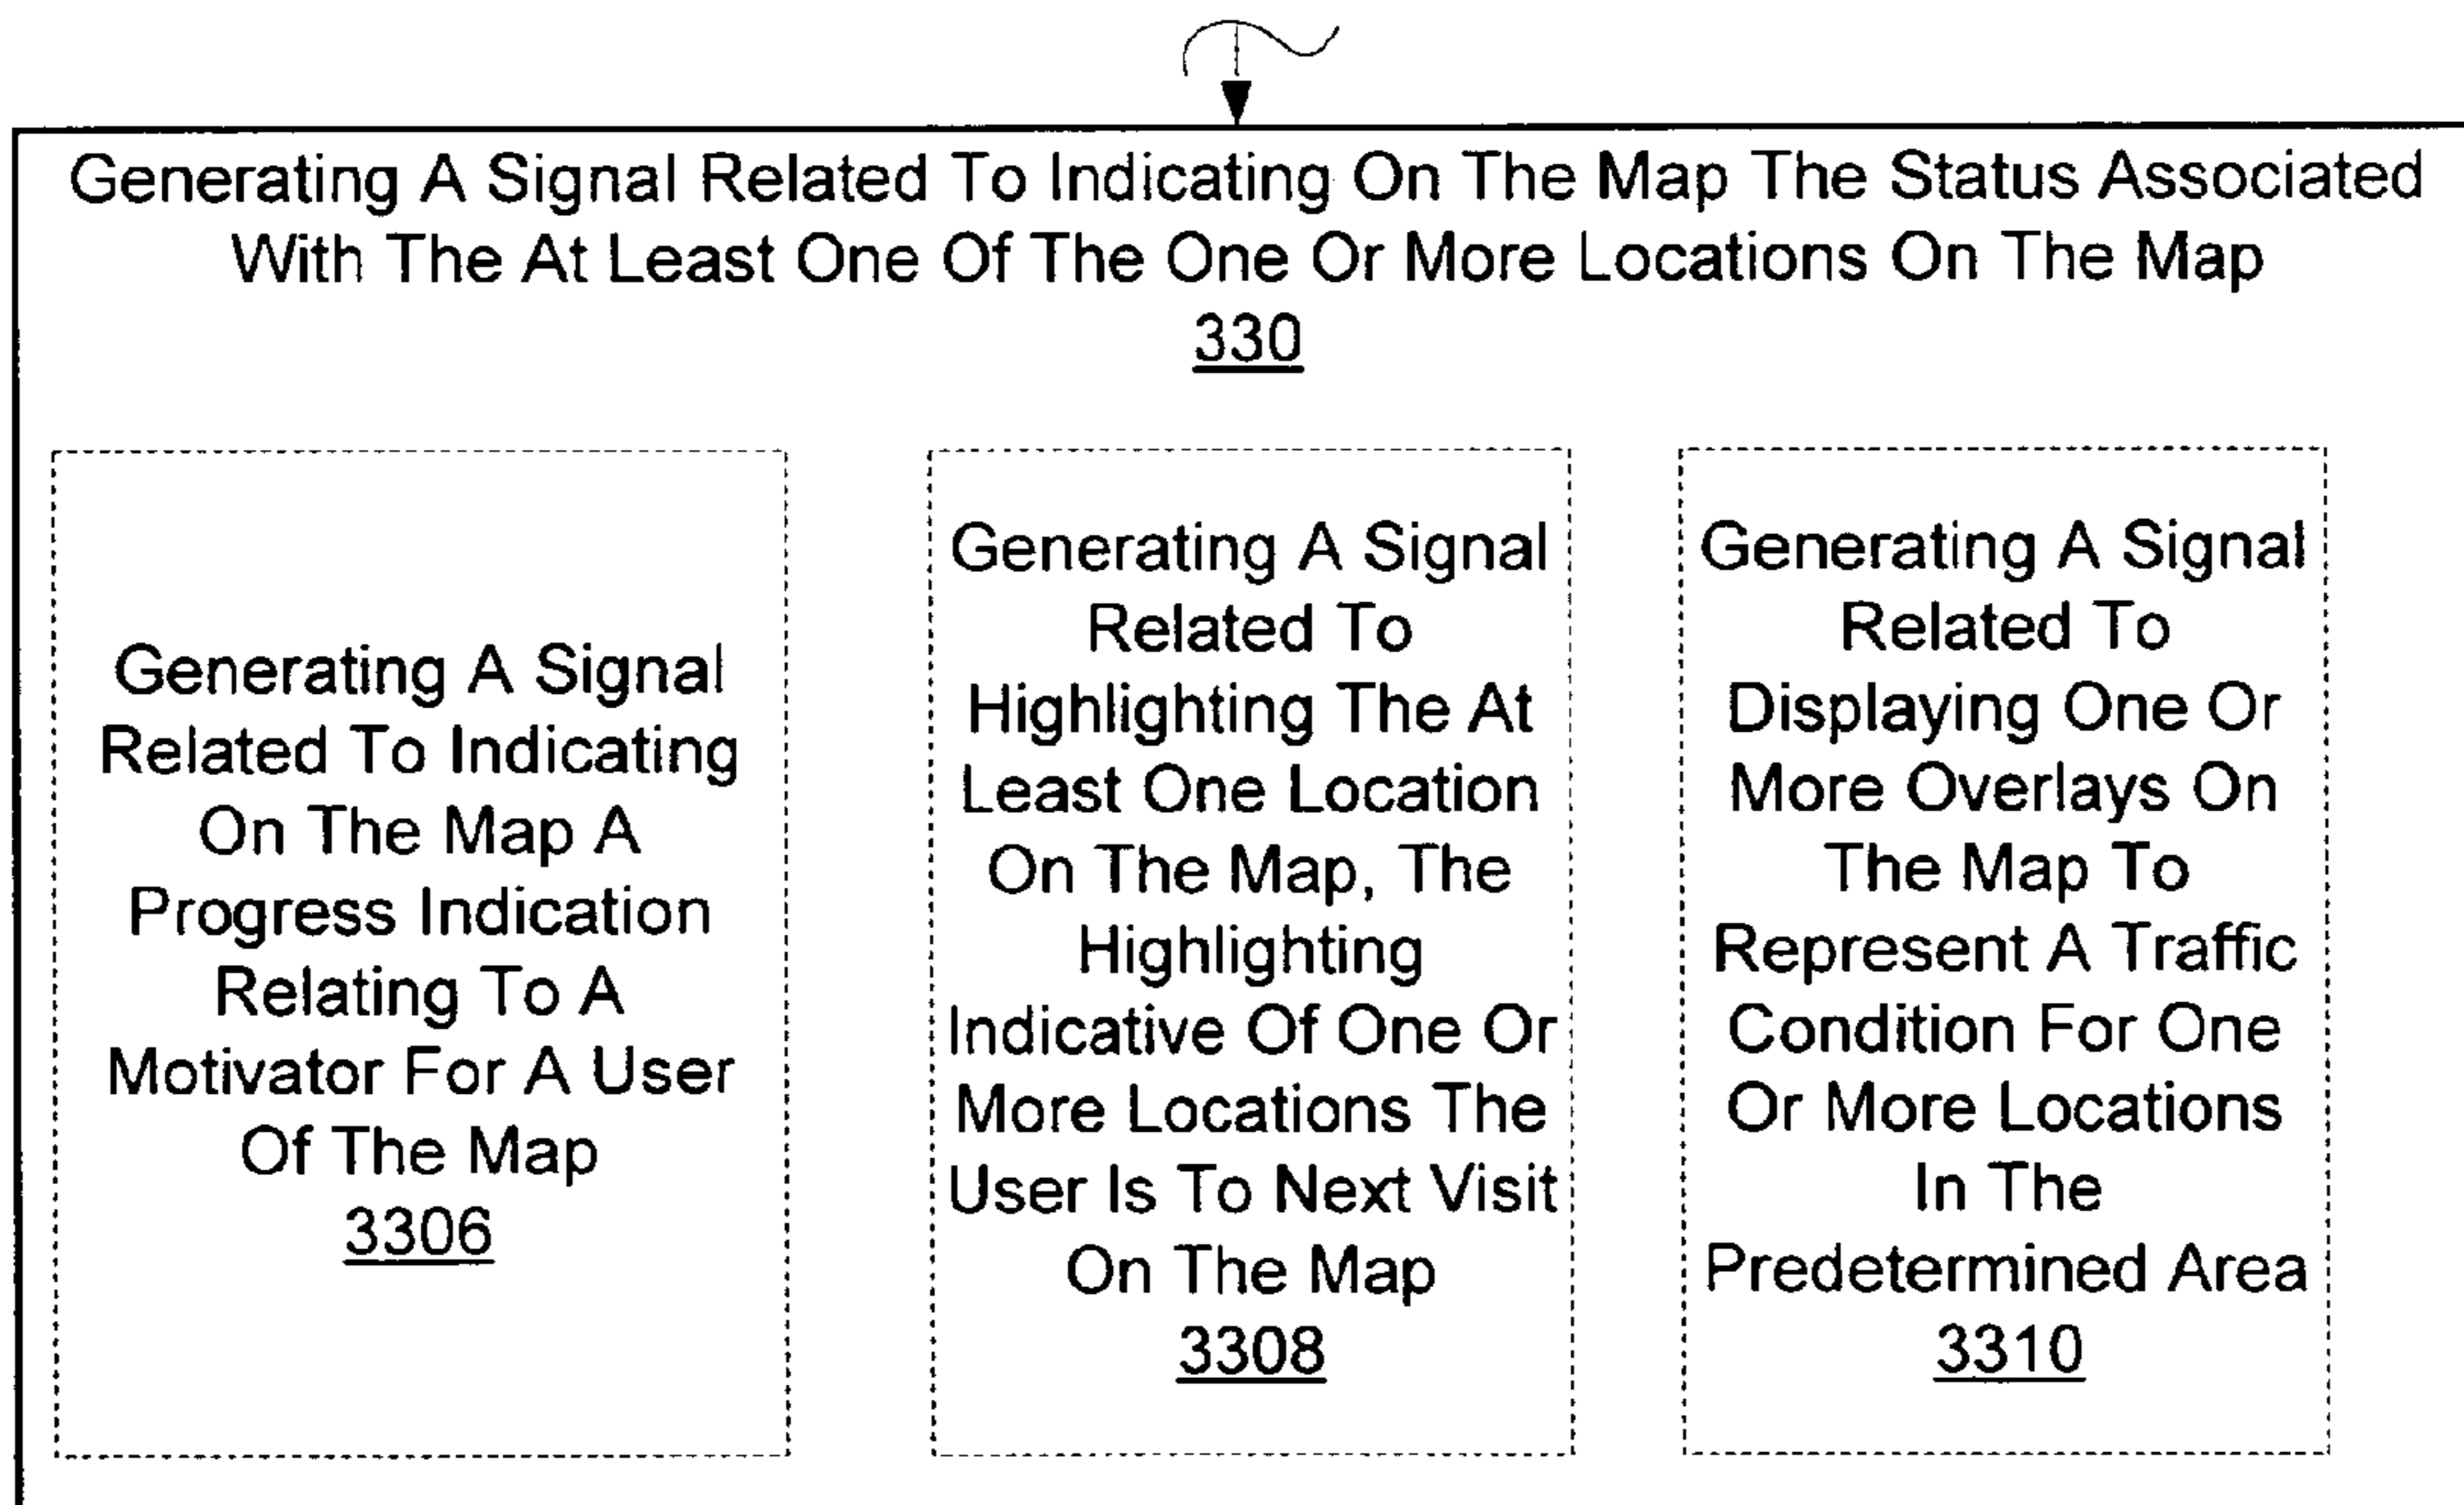 Generating A Signal Related To Indicating On The Map The Status Associated
With The At Least One Of The One Or More Locations On The Map
330
Generating A Signal
Related To Indicating
On The Map A
Progress Indication
Relating To A
Motivator For A User
Of The Map
3306
Generating A Signal
Related To
Highlighting The At
Least One Location
On The Map, The
Highlighting
Indicative Of One Or
More Locations The
User Is To Next Visit
On The Map
3308
Generating A Signal
Related To
Displaying One Or
More Overlays On
The Map To
Represent A Traffic
Condition For One
Or More Locations
In The
Predetermined Area
3310